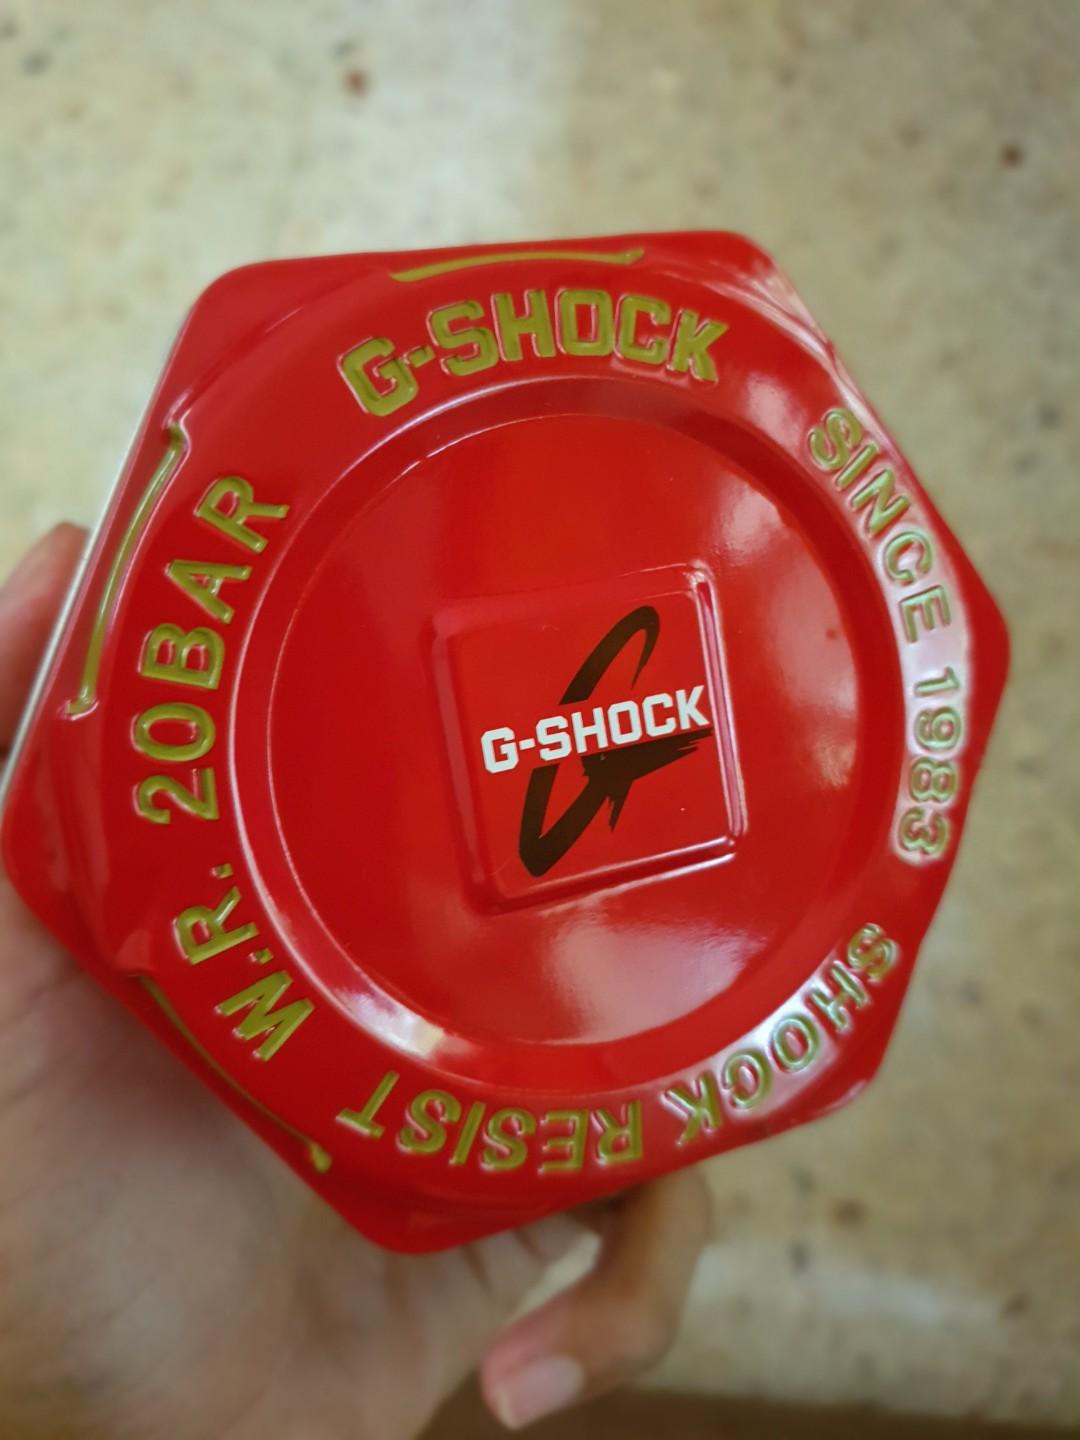 G-SHOCK
SINCE 1983
SHOCK RESIST
W.R. 20BAR
G-SHOCK